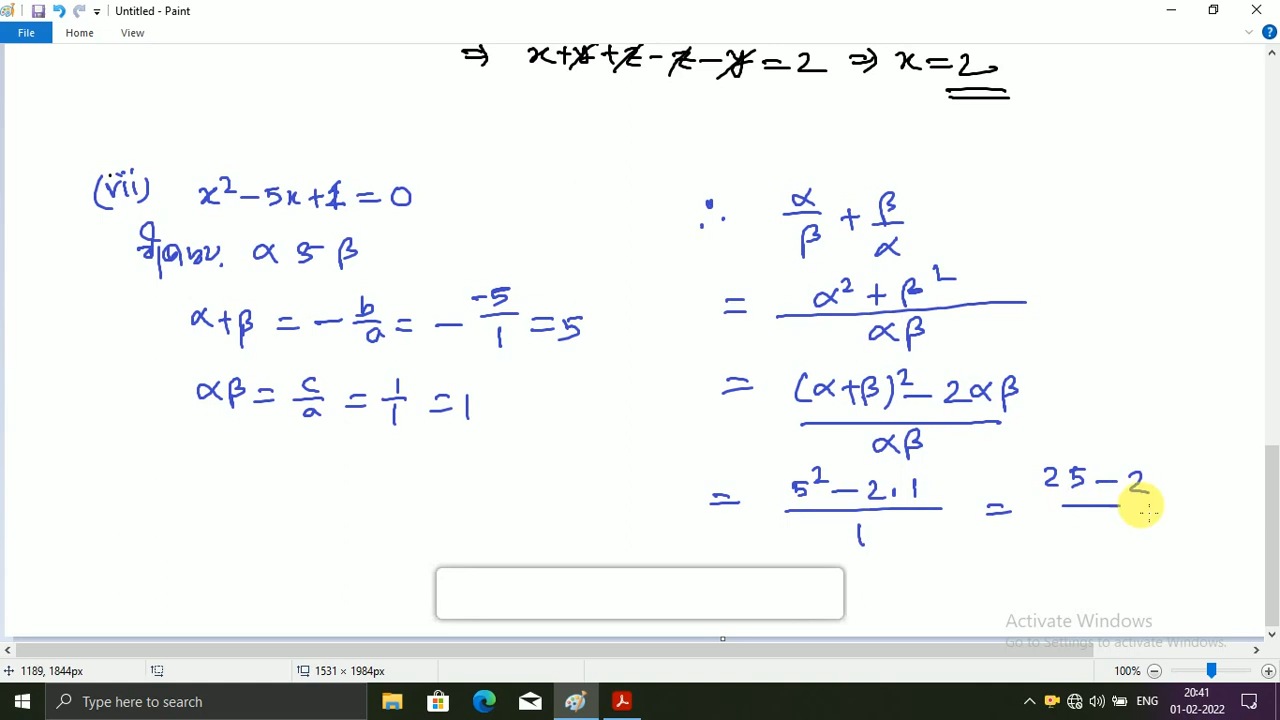 Untitled - Paint
File Home View
⇒ x+y+z-z-y=2 ⇒ x=2
(vii) x²-5x+1=0
α β
α+β = -b/a = - -5/1 = 5
αβ = c/a = 1/1 = 1
∴ α/β + β/α
= α²+β² / αβ
= (α+β)²-2αβ / αβ
= 5²-2.1 / 1 = 25-2
Activate Windows
Go to Settings to activate Windows.
1189, 1844px 1531 × 1984px 100%
Type here to search
ENG
20:41
01-02-2022